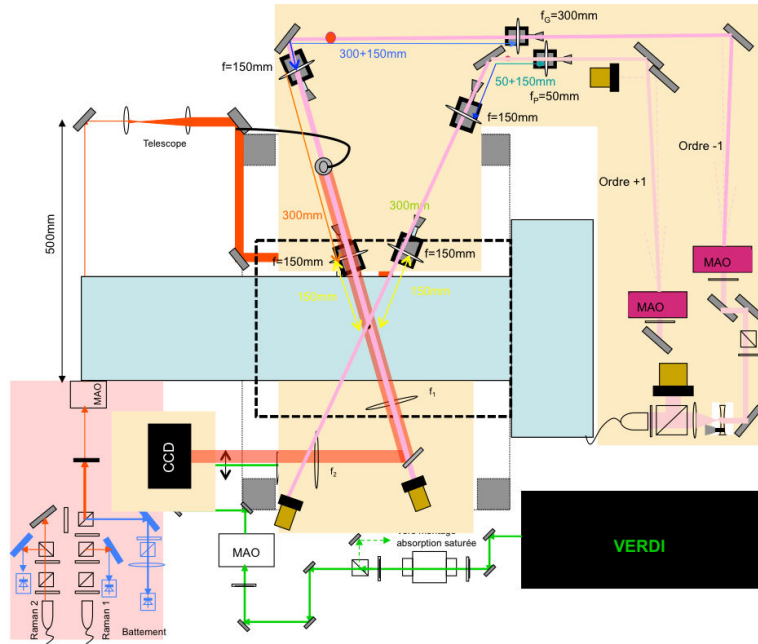 f_G=300mm
300+150mm
f=150mm
50+150mm
f_P=50mm
f=150mm
Telescope
Ordre -1
Ordre +1
500mm
300mm
300mm
f=150mm
f=150mm
MAO
150mm
150mm
MAO
MAO
f_1
CCD
f_2
absorption saturée
MAO
VERDI
Raman 2
Raman 1
Battement